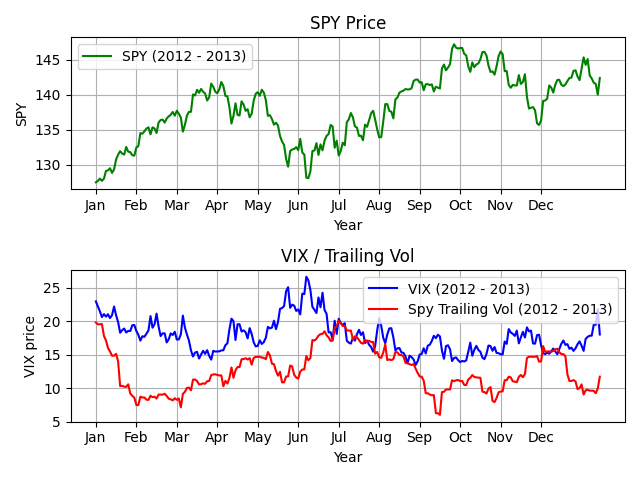 SPY Price
SPY (2012 - 2013)
145
140
135
130
SPY
Jan Feb Mar Apr May Jun Jul Aug Sep Oct Nov Dec
Year
VIX / Trailing Vol
VIX (2012 - 2013)
Spy Trailing Vol (2012 - 2013)
25
20
15
10
5
VIX price
Jan Feb Mar Apr May Jun Jul Aug Sep Oct Nov Dec
Year